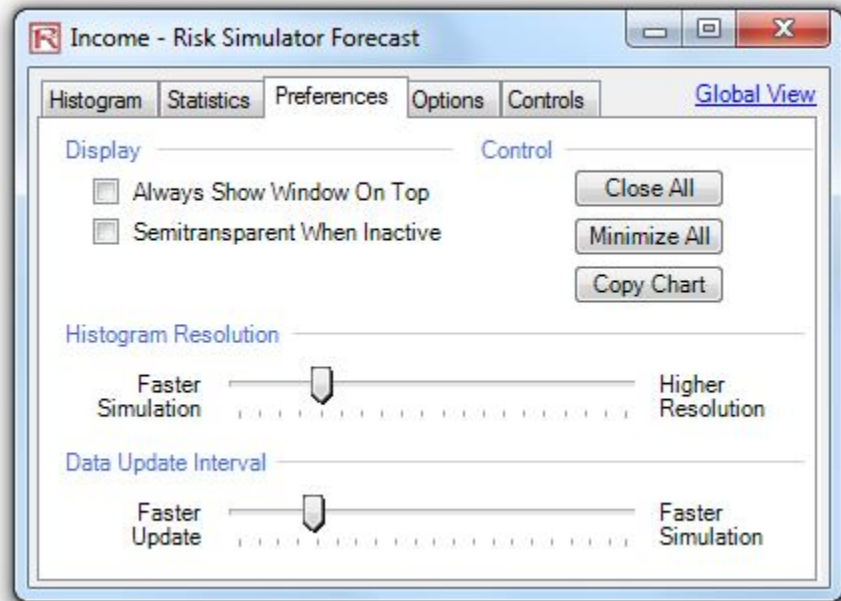 R Income - Risk Simulator Forecast
Histogram Statistics Preferences Options Controls Global View
Display Control
Always Show Window On Top Close All
Semitransparent When Inactive Minimize All
Copy Chart
Histogram Resolution
Faster Higher
Simulation Resolution
Data Update Interval
Faster Faster
Update Simulation